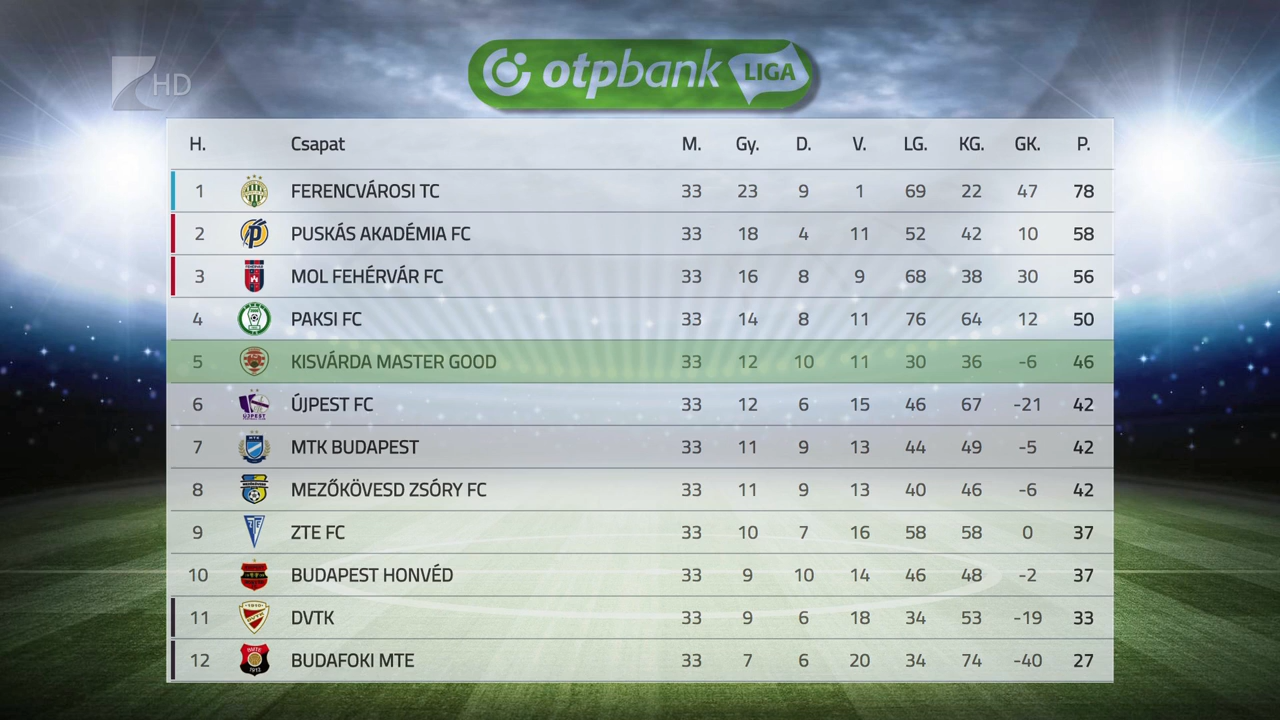 HD
otpbank LIGA
H. Csapat M. Gy. D. V. LG. KG. GK. P.
1 FERENCVÁROSI TC 33 23 9 1 69 22 47 78
2 PUSKÁS AKADÉMIA FC 33 18 4 11 52 42 10 58
3 MOL FEHÉRVÁR FC 33 16 8 9 68 38 30 56
4 PAKSI FC 33 14 8 11 76 64 12 50
5 KISVÁRDA MASTER GOOD 33 12 10 11 30 36 -6 46
6 ÚJPEST FC 33 12 6 15 46 67 -21 42
7 MTK BUDAPEST 33 11 9 13 44 49 -5 42
8 MEZŐKÖVESD ZSÓRY FC 33 11 9 13 40 46 -6 42
9 ZTE FC 33 10 7 16 58 58 0 37
10 BUDAPEST HONVÉD 33 9 10 14 46 48 -2 37
11 DVTK 33 9 6 18 34 53 -19 33
12 BUDAFOKI MTE 33 7 6 20 34 74 -40 27